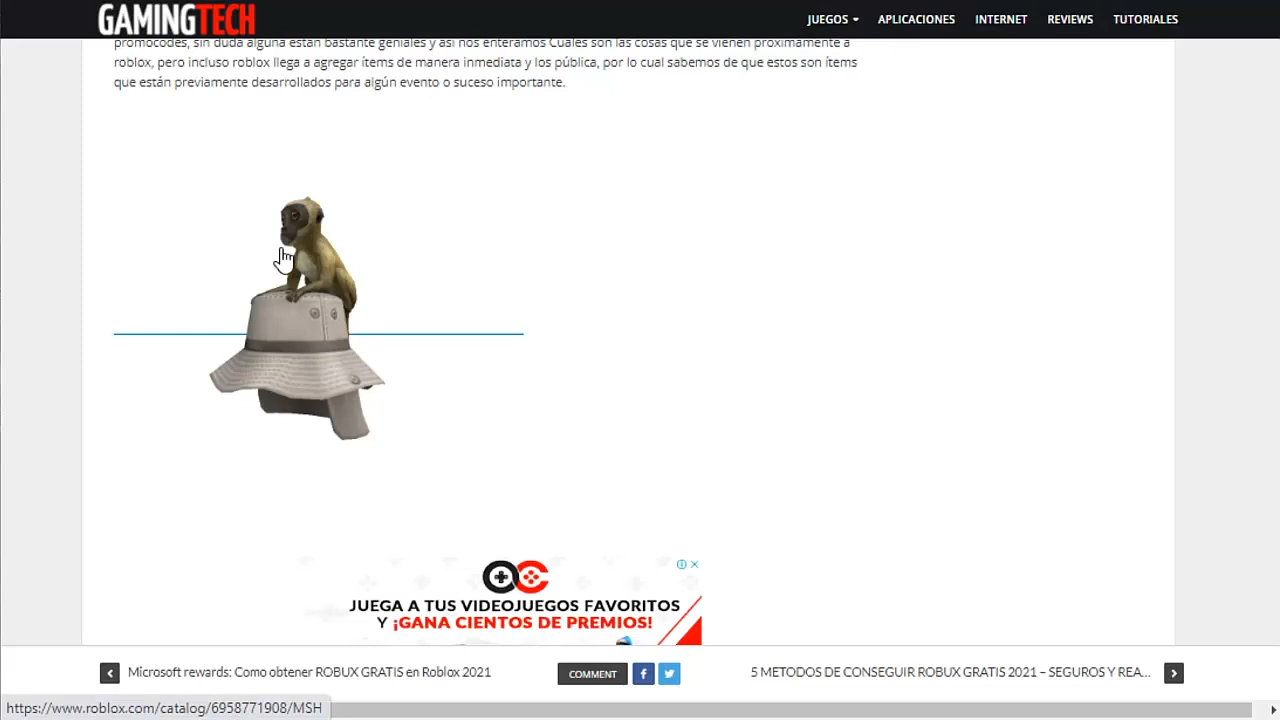 GAMINGTECH
JUEGOS APLICACIONES INTERNET REVIEWS TUTORIALES
promocodes, sin duda alguna están bastante geniales y así nos enteramos Cuáles son las cosas que se vienen próximamente a
roblox, pero incluso roblox llega a agregar ítems de manera inmediata y los pública, por lo cual sabemos de que estos son ítems
que están previamente desarrollados para algún evento o suceso importante.
JUEGA A TUS VIDEOJUEGOS FAVORITOS
Y ¡GANA CIENTOS DE PREMIOS!
Microsoft rewards: Como obtener ROBUX GRATIS en Roblox 2021 COMMENT 5 METODOS DE CONSEGUIR ROBUX GRATIS 2021 – SEGUROS Y REA...
https://www.roblox.com/catalog/6958771908/MSH